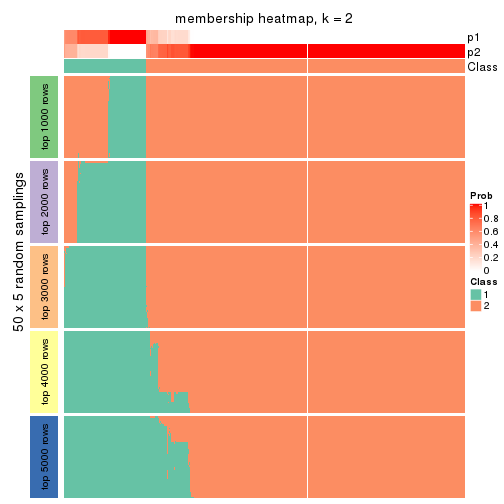 membership heatmap, k = 2
p1
p2
Class
50 x 5 random samplings
top 1000 rows
top 2000 rows
top 3000 rows
top 4000 rows
top 5000 rows
Prob
1
0.8
0.6
0.4
0.2
0
Class
1
2